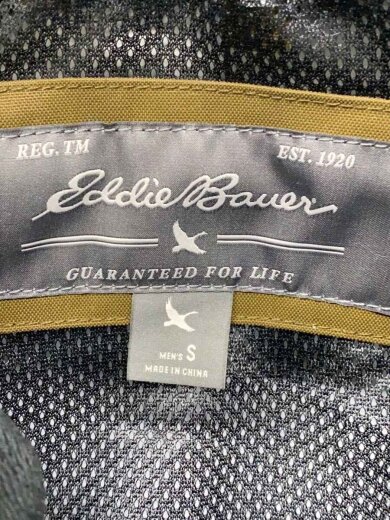 REG. TM
EST. 1920
Eddie Bauer
GUARANTEED FOR LIFE
MEN'S S
MADE IN CHINA